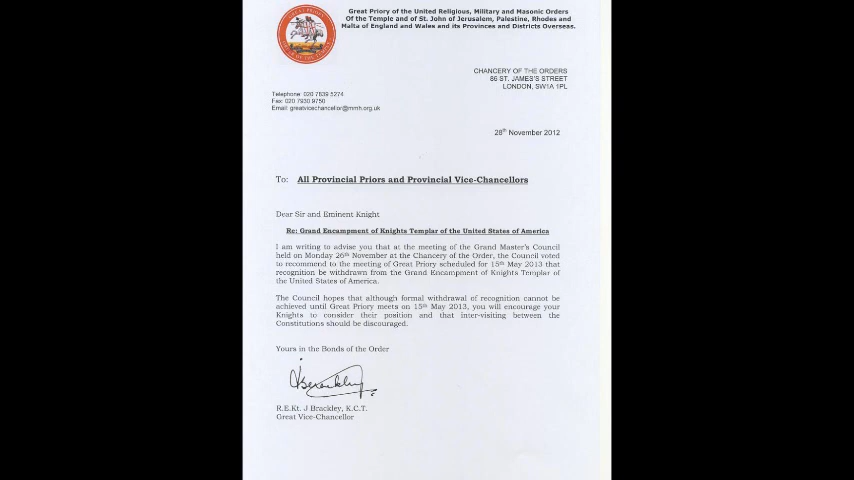 GREAT PRIORY
Great Priory of the United Religious, Military and Masonic Orders
Of the Temple and of St. John of Jerusalem, Palestine, Rhodes and
Malta of England and Wales and its Provinces and Districts Overseas.
CHANCERY OF THE ORDERS
86 ST. JAMES'S STREET
LONDON, SW1A 1PL
Telephone: 020 7839 5274
Fax: 020 7930 9750
Email: greatvicechancellor@mmh.org.uk
28th November 2012
To: All Provincial Priors and Provincial Vice-Chancellors
Dear Sir and Eminent Knight
Re: Grand Encampment of Knights Templar of the United States of America
I am writing to advise you that at the meeting of the Grand Master's Council
held on Monday 26th November at the Chancery of the Order, the Council voted
to recommend to the meeting of Great Priory scheduled for 15th May 2013 that
recognition be withdrawn from the Grand Encampment of Knights Templar of
the United States of America.
The Council hopes that although formal withdrawal of recognition cannot be
achieved until Great Priory meets on 15th May 2013, you will encourage your
Knights to consider their position and that inter-visiting between the
Constitutions should be discouraged.
Yours in the Bonds of the Order
R.E.Kt. J Brackley, K.C.T.
Great Vice-Chancellor